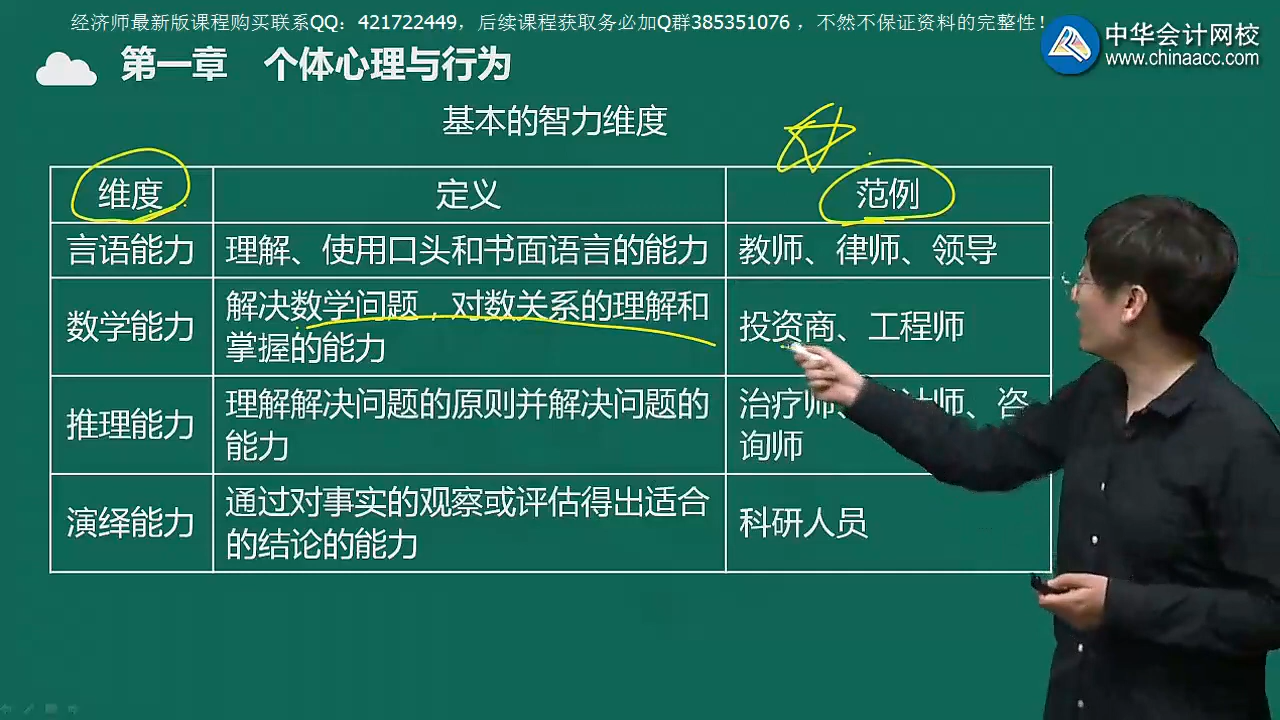 经济师最新版课程购买联系QQ：421722449，后续课程获取务必加Q群385351076，不然不保证资料的完整性！
中华会计网校
www.chinaacc.com
第一章 个体心理与行为
基本的智力维度
维度 定义 范例
言语能力 理解、使用口头和书面语言的能力 教师、律师、领导
数学能力 解决数学问题，对数关系的理解和
掌握的能力 投资商、工程师
推理能力 理解解决问题的原则并解决问题的
能力 治疗师、 计师、咨
询师
演绎能力 通过对事实的观察或评估得出适合
的结论的能力 科研人员